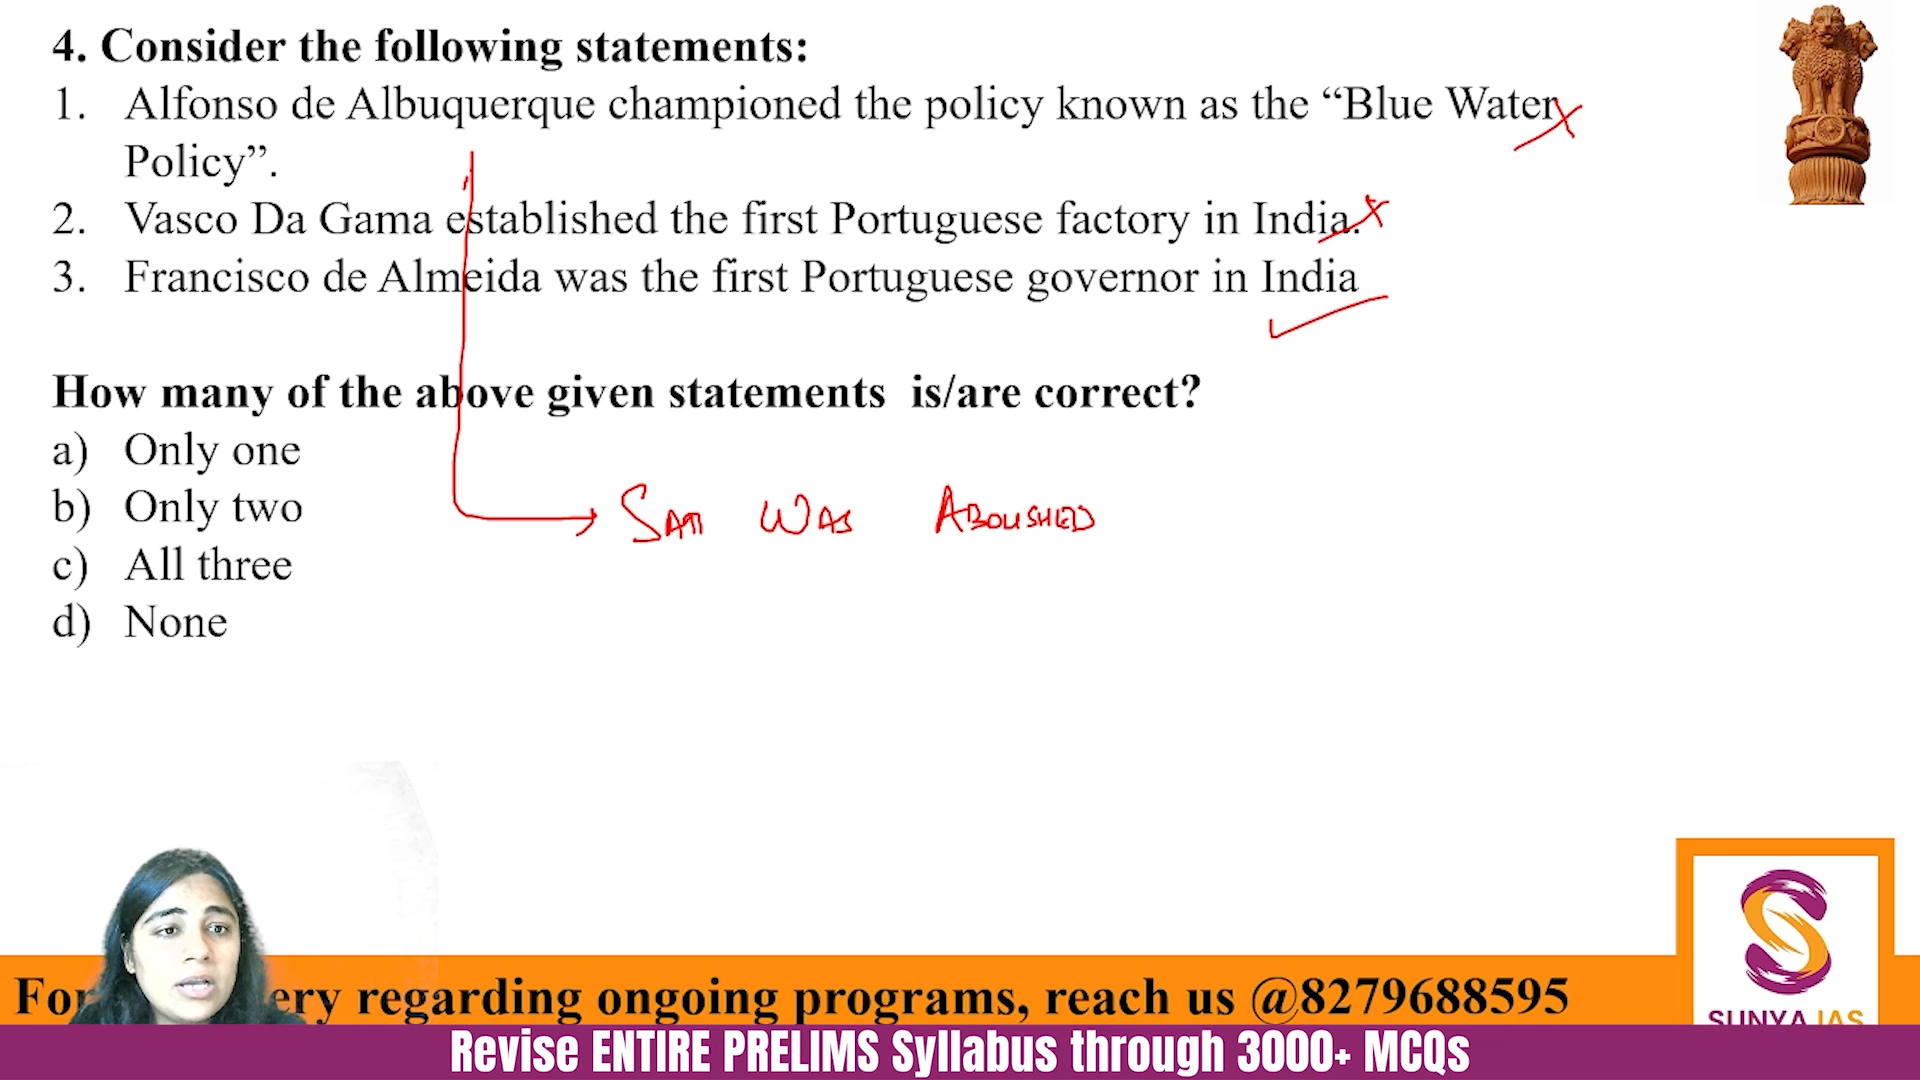 4. Consider the following statements:
1. Alfonso de Albuquerque championed the policy known as the “Blue Water
Policy”.
2. Vasco Da Gama established the first Portuguese factory in India.
3. Francisco de Almeida was the first Portuguese governor in India
How many of the above given statements is/are correct?
a) Only one
b) Only two
SATI WAS ABOLISHED
c) All three
d) None
For ery regarding ongoing programs, reach us @8279688595
SUNYA IAS
Revise ENTIRE PRELIMS Syllabus through 3000+ MCQs